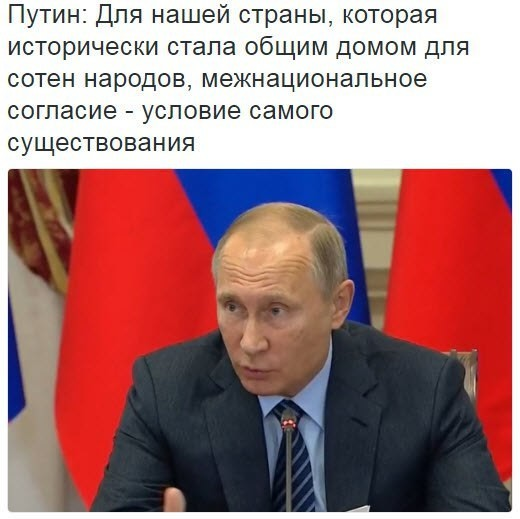 Путин: Для нашей страны, которая
исторически стала общим домом для
сотен народов, межнациональное
согласие - условие самого
существования